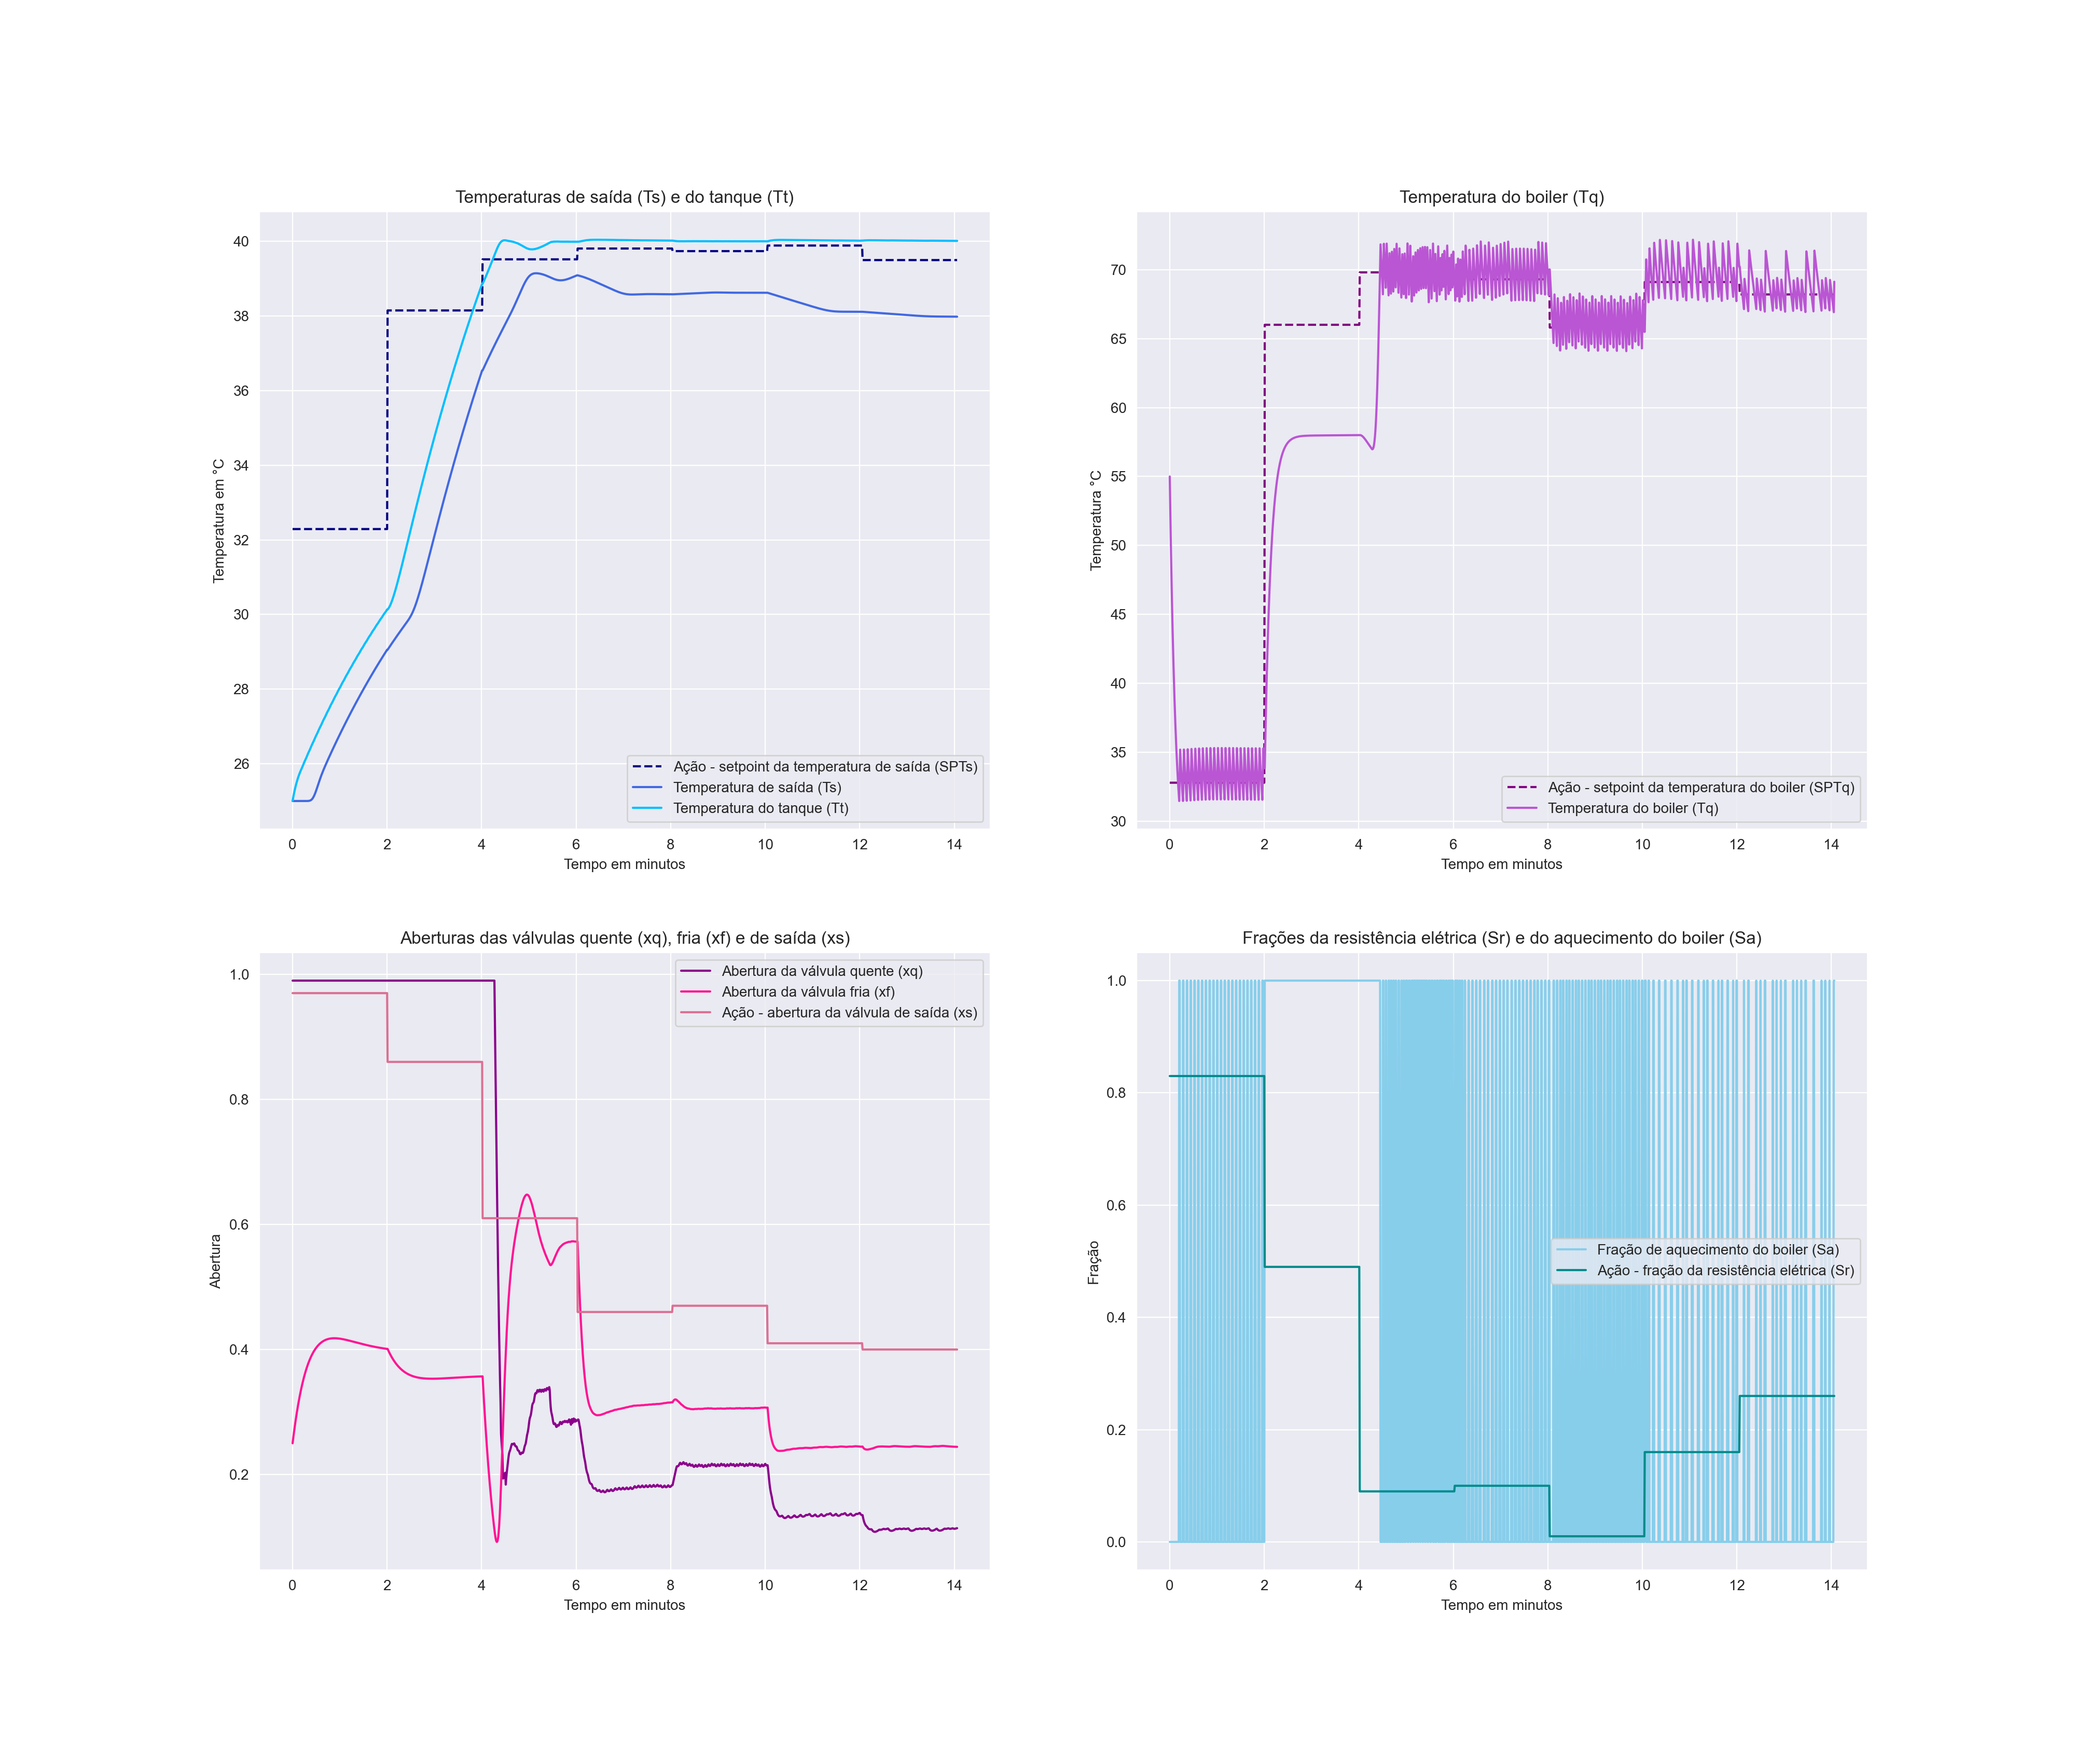 Temperaturas de saída (Ts) e do tanque (Tt)
Temperatura em °C
40
38
36
34
32
30
28
26
Ação - setpoint da temperatura de saída (SPTs)
Temperatura de saída (Ts)
Temperatura do tanque (Tt)
0 2 4 6 8 10 12 14
Tempo em minutos
Temperatura do boiler (Tq)
Temperatura °C
70
65
60
55
50
45
40
35
30
Ação - setpoint da temperatura do boiler (SPTq)
Temperatura do boiler (Tq)
0 2 4 6 8 10 12 14
Tempo em minutos
Aberturas das válvulas quente (xq), fria (xf) e de saída (xs)
Abertura
1.0
0.8
0.6
0.4
0.2
Abertura da válvula quente (xq)
Abertura da válvula fria (xf)
Ação - abertura da válvula de saída (xs)
0 2 4 6 8 10 12 14
Tempo em minutos
Frações da resistência elétrica (Sr) e do aquecimento do boiler (Sa)
Fração
1.0
0.8
0.6
0.4
0.2
0.0
Fração de aquecimento do boiler (Sa)
Ação - fração da resistência elétrica (Sr)
0 2 4 6 8 10 12 14
Tempo em minutos